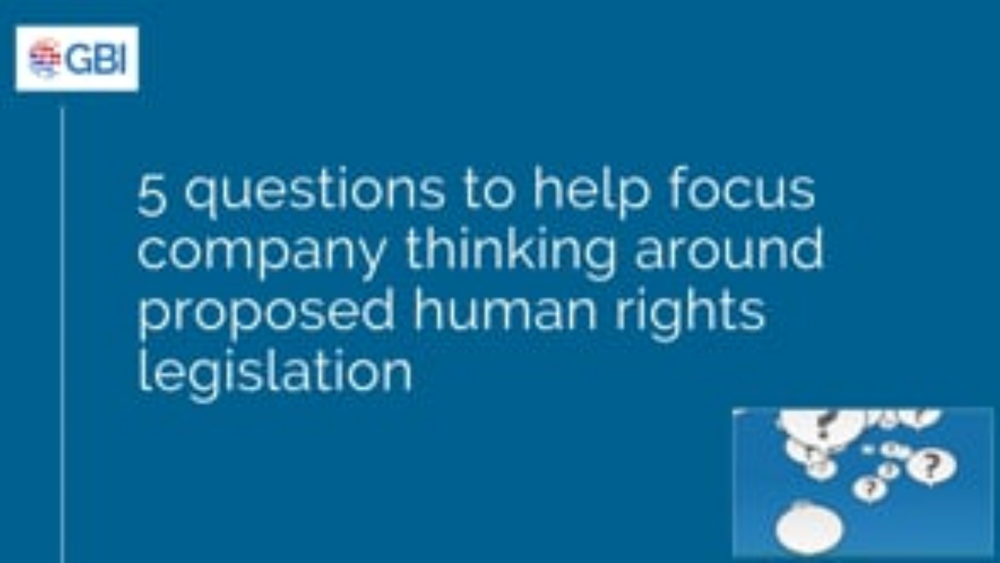 GBI
5 questions to help focus
company thinking around
proposed human rights
legislation
?
?
?